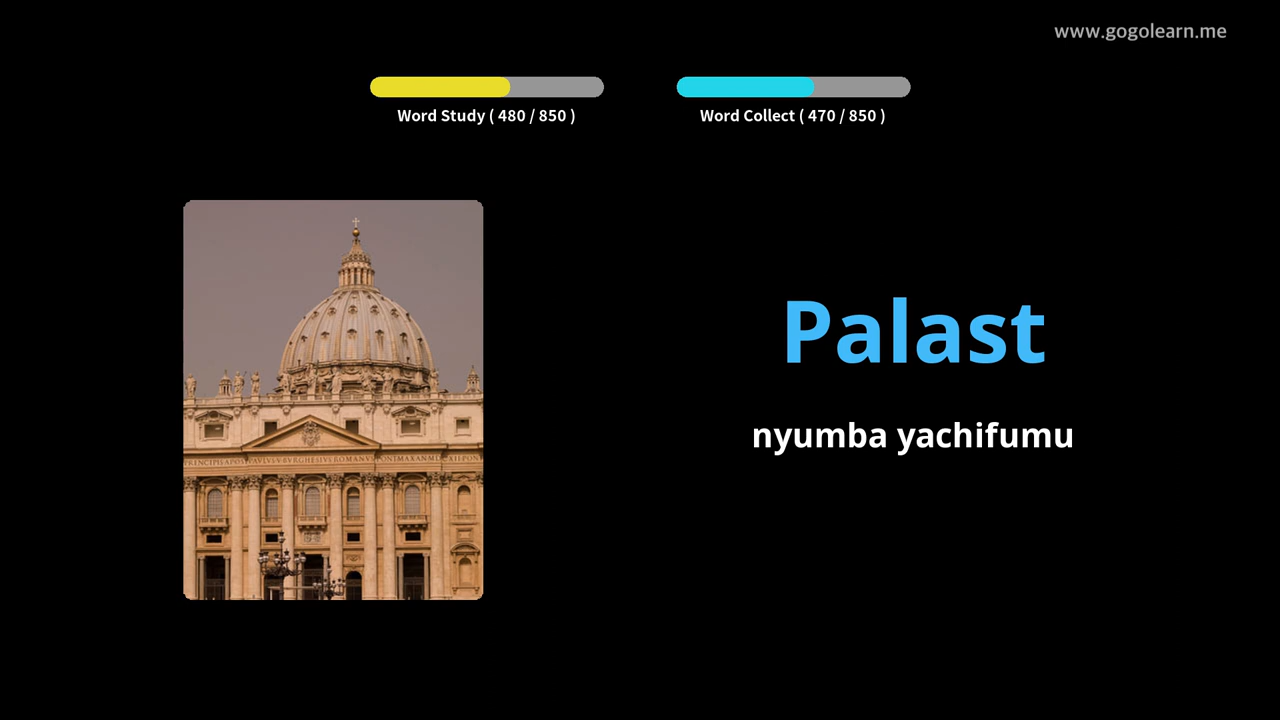 www.gogolearn.me
Word Study ( 480 / 850 )
Word Collect ( 470 / 850 )
Palast
nyumba yachifumu